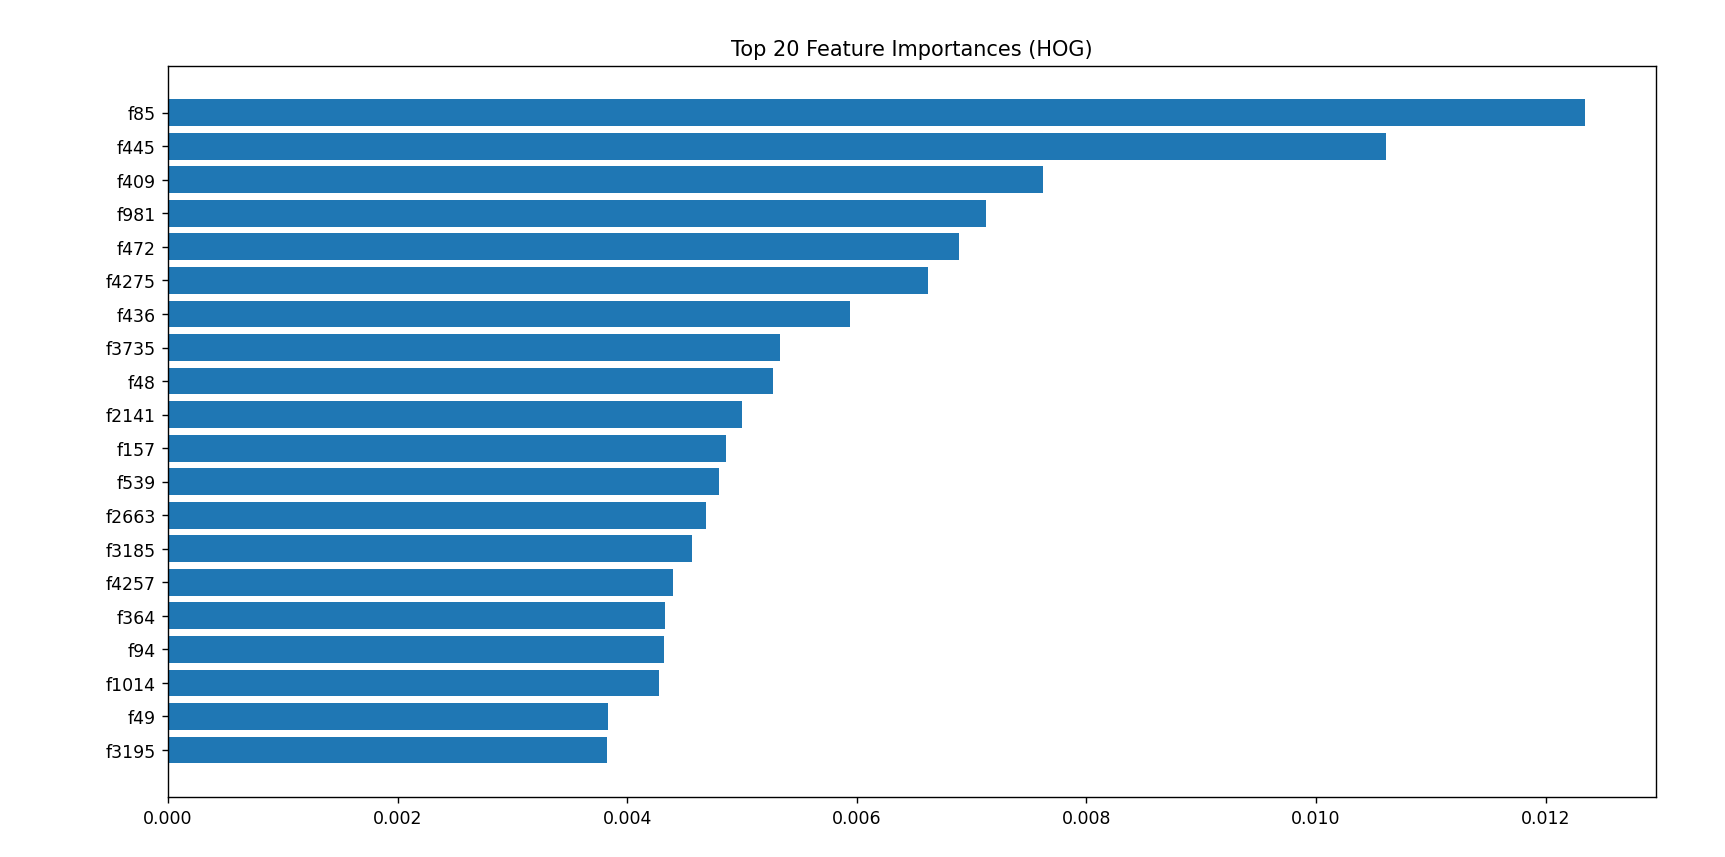 Top 20 Feature Importances (HOG)
f85
f445
f409
f981
f472
f4275
f436
f3735
f48
f2141
f157
f539
f2663
f3185
f4257
f364
f94
f1014
f49
f3195
0.000 0.002 0.004 0.006 0.008 0.010 0.012